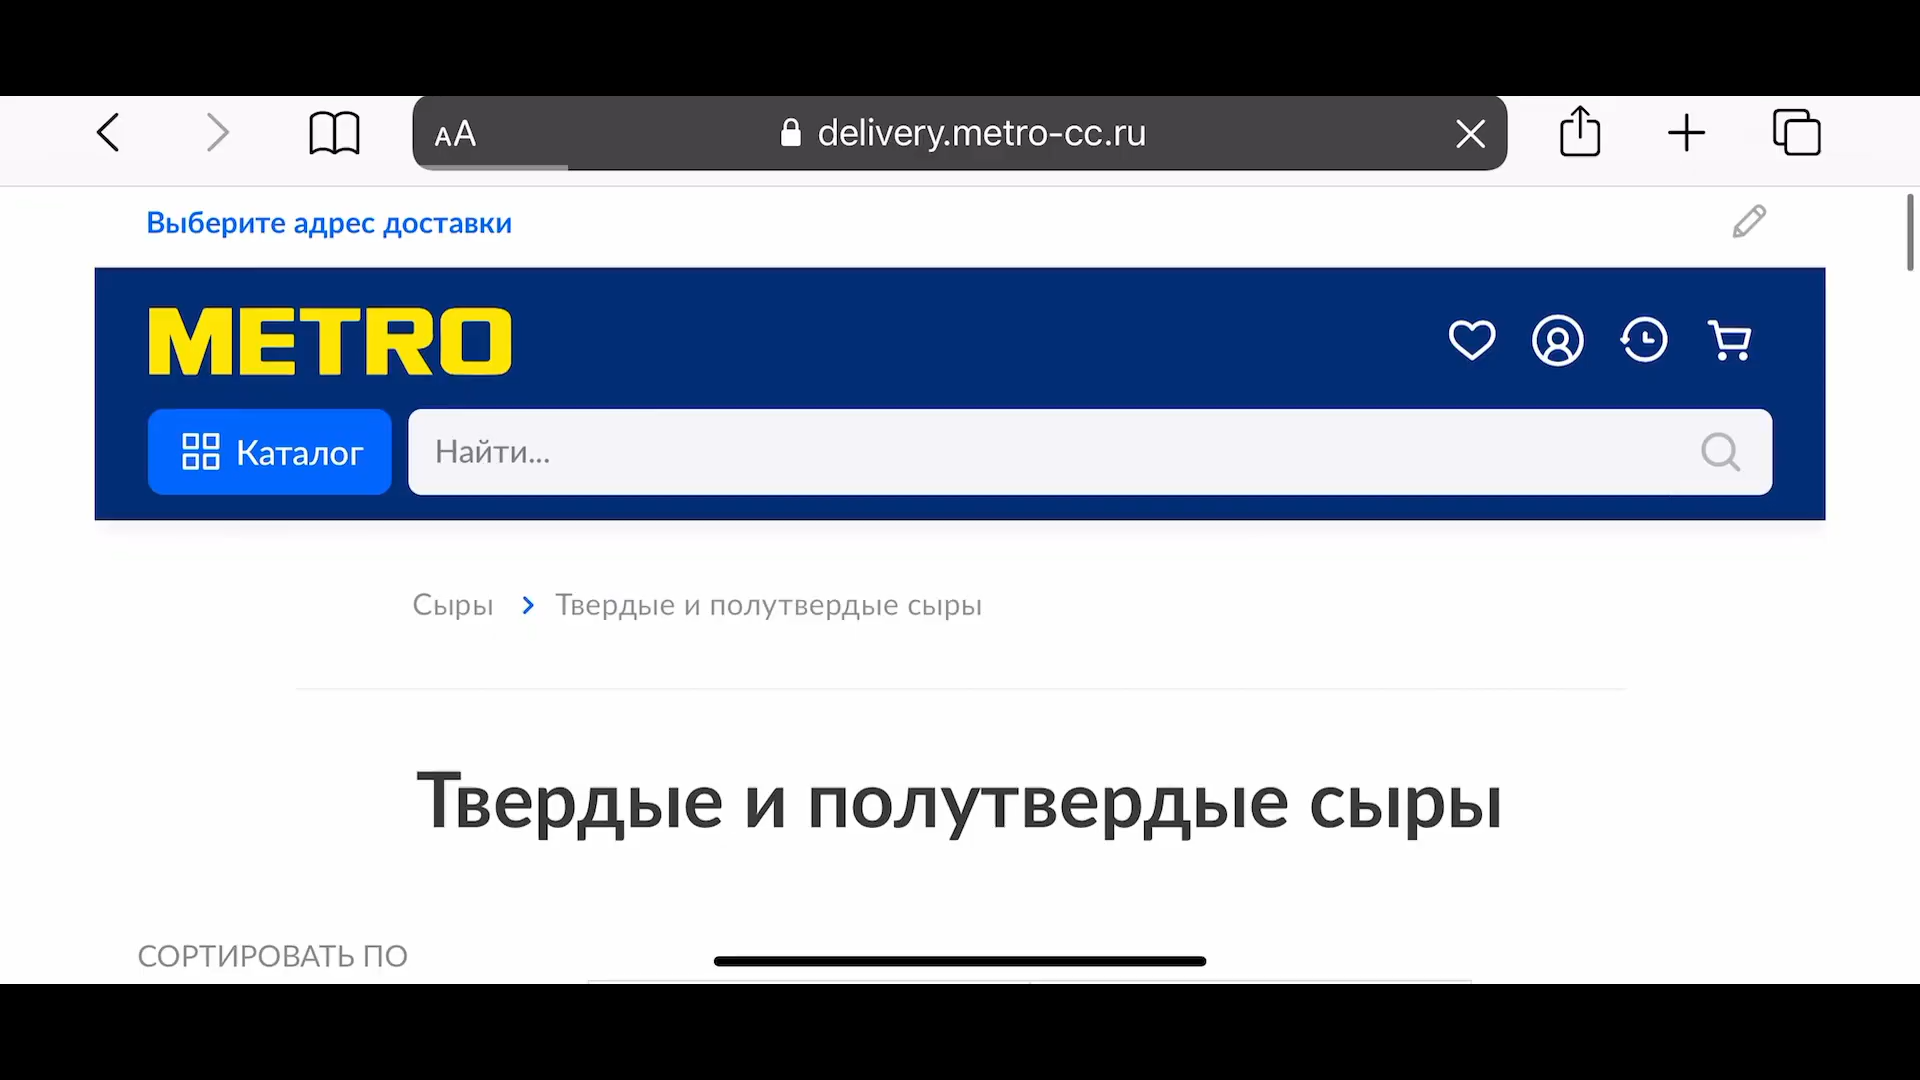 AA
delivery.metro-cc.ru
Выберите адрес доставки
METRO
Каталог
Найти...
Сыры
Твердые и полутвердые сыры
Твердые и полутвердые сыры
СОРТИРОВАТЬ ПО